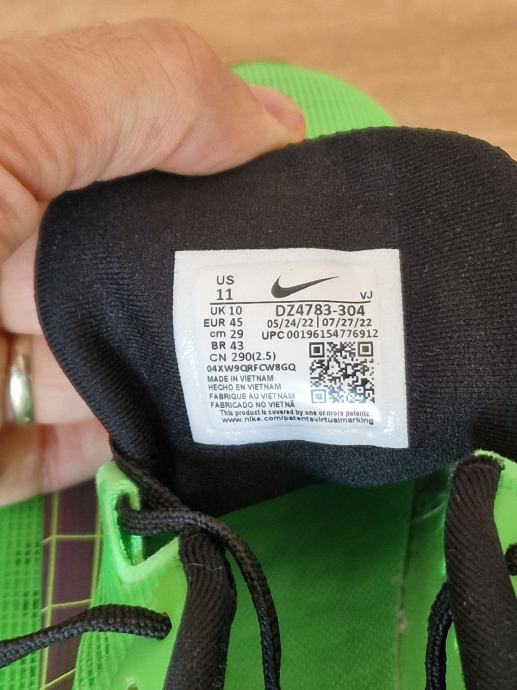 US
11
VJ
UK 10
DZ4783-304
EUR 45
05/24/22 | 07/27/22
cm 29
UPC 00196154776912
BR 43
CN 290(2.5)
04XW9QRFCW8GQ
MADE IN VIETNAM
HECHO EN VIETNAM
FABRIQUE AU VIETNAM
FABRICADO NO VIETNÃ
This product is covered by one or more patents.
www.nike.com/patentsvirtualmarking